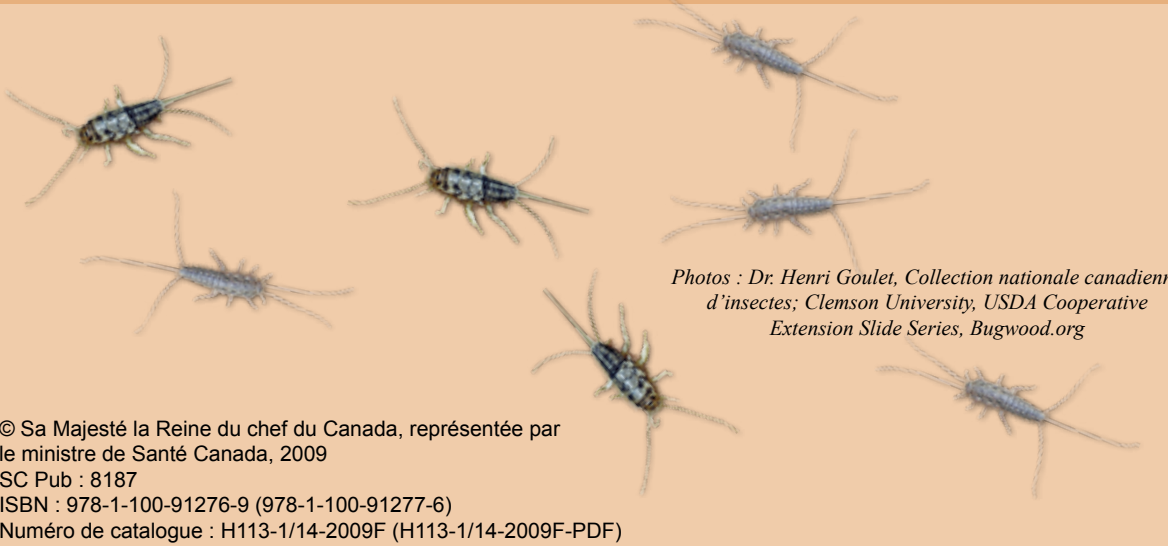 Photos : Dr. Henri Goulet, Collection nationale canadienn
d’insectes; Clemson University, USDA Cooperative
Extension Slide Series, Bugwood.org
© Sa Majesté la Reine du chef du Canada, représentée par
le ministre de Santé Canada, 2009
SC Pub : 8187
ISBN : 978-1-100-91276-9 (978-1-100-91277-6)
Numéro de catalogue : H113-1/14-2009F (H113-1/14-2009F-PDF)